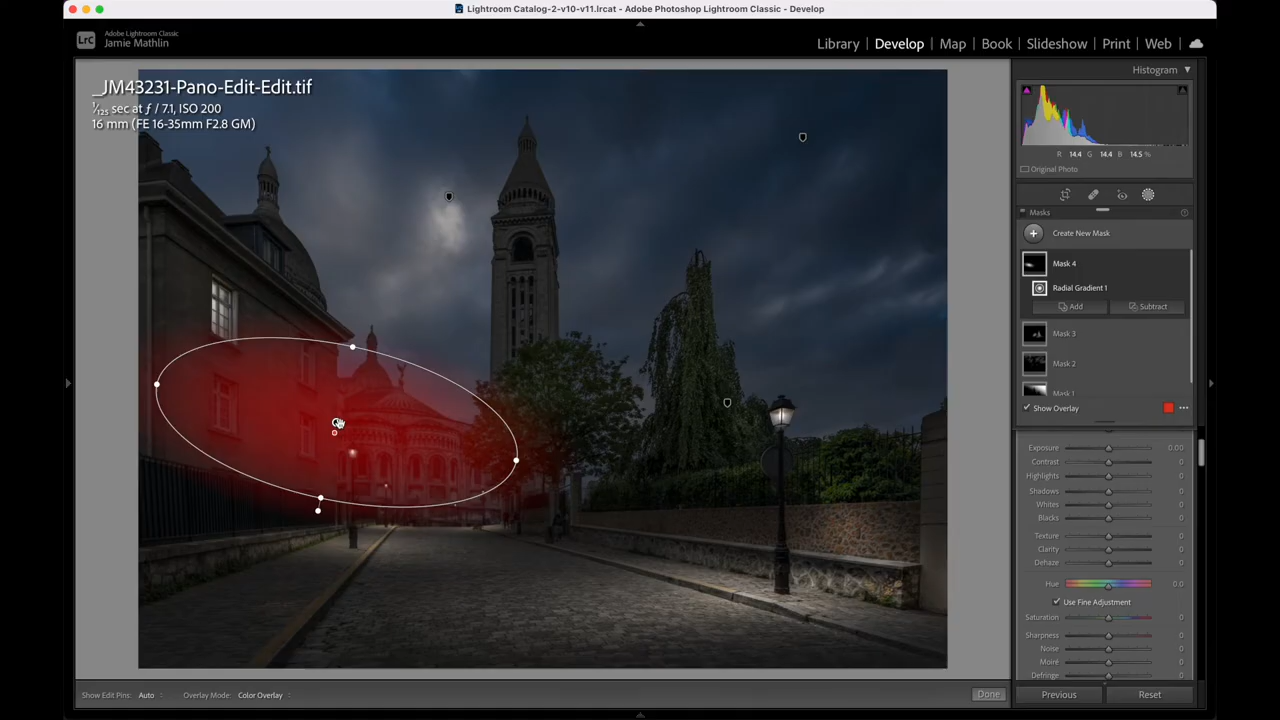 Lightroom Catalog-2-v10-v11.lrcat - Adobe Photoshop Lightroom Classic - Develop
LrC
Adobe Lightroom Classic
Jamie Mathlin
Library Develop Map Book Slideshow Print Web
_JM43231-Pano-Edit-Edit.tif
1/125 sec at ƒ / 7.1, ISO 200
16 mm (FE 16-35mm F2.8 GM)
Histogram
R 14.4 G 14.4 B 14.5 %
Original Photo
Masks
Create New Mask
Mask 4
Radial Gradient 1
Add Subtract
Mask 3
Mask 2
Mask 1
Show Overlay
Exposure 0.00
Contrast 0
Highlights 0
Shadows 0
Whites 0
Blacks 0
Texture 0
Clarity 0
Dehaze 0
Hue 0.0
Use Fine Adjustment
Saturation 0
Sharpness 0
Noise 0
Moiré 0
Defringe 0
Show Edit Pins: Auto Overlay Mode: Color Overlay Done
Previous Reset